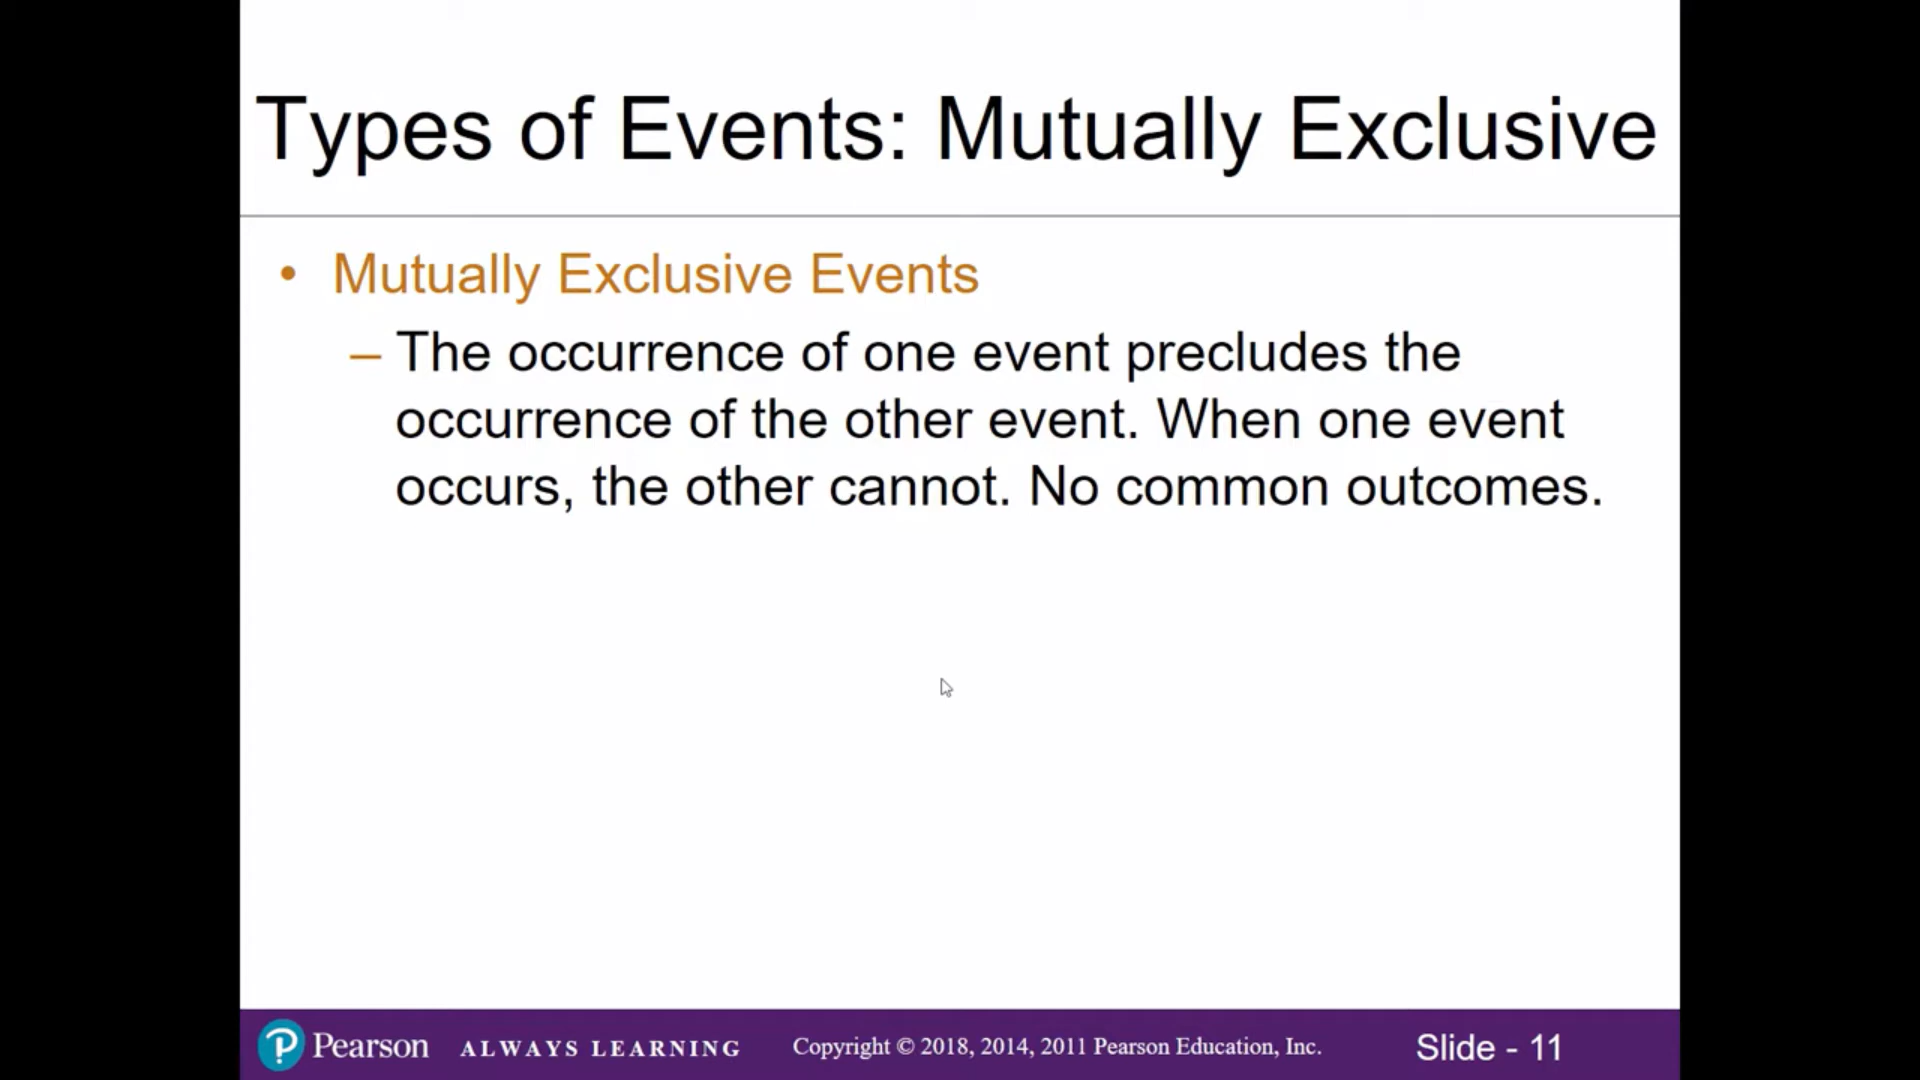 Types of Events: Mutually Exclusive
• Mutually Exclusive Events
– The occurrence of one event precludes the
occurrence of the other event. When one event
occurs, the other cannot. No common outcomes.
Pearson ALWAYS LEARNING Copyright © 2018, 2014, 2011 Pearson Education, Inc. Slide - 11